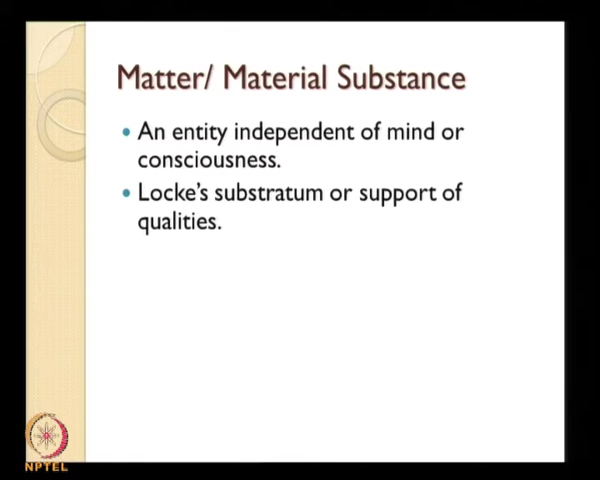 Matter/ Material Substance
• An entity independent of mind or
consciousness.
• Locke's substratum or support of
qualities.
NPTEL